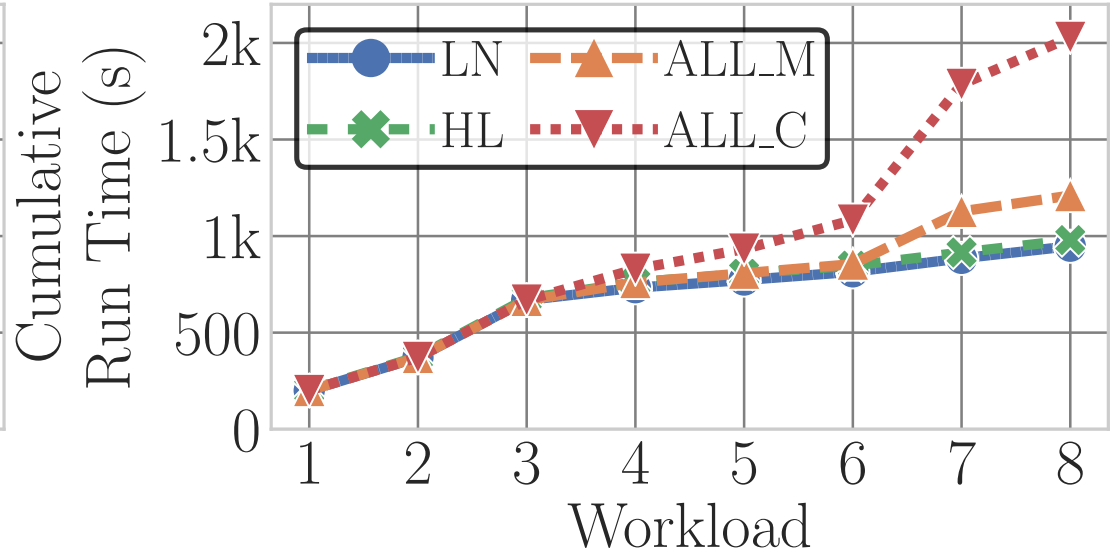 Cumulative
Run Time (s)
2k
1.5k
1k
500
0
LN
ALL_M
HL
ALL_C
1 2 3 4 5 6 7 8
Workload